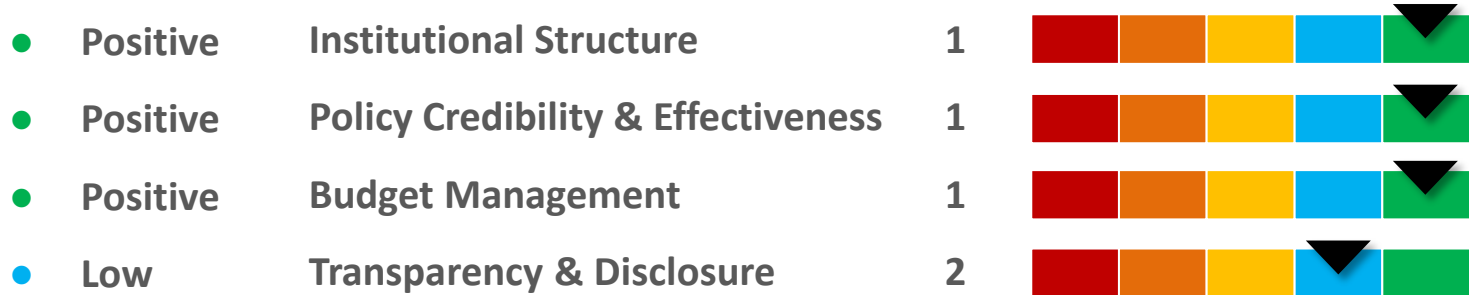 Positive Institutional Structure 1
Positive Policy Credibility & Effectiveness 1
Positive Budget Management 1
Low Transparency & Disclosure 2